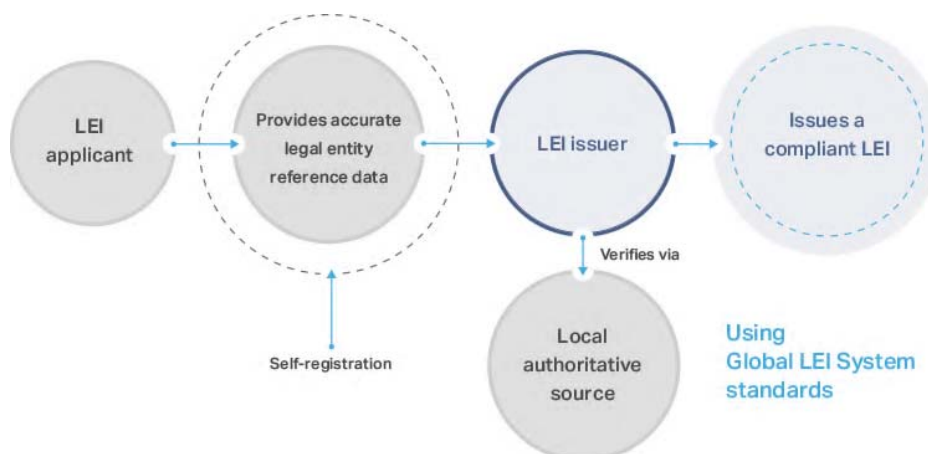 LEI
applicant
Provides accurate
legal entity
reference data
LEI issuer
Issues a
compliant LEI
Verifies via
Self-registration
Local
authoritative
source
Using
Global LEI System
standards